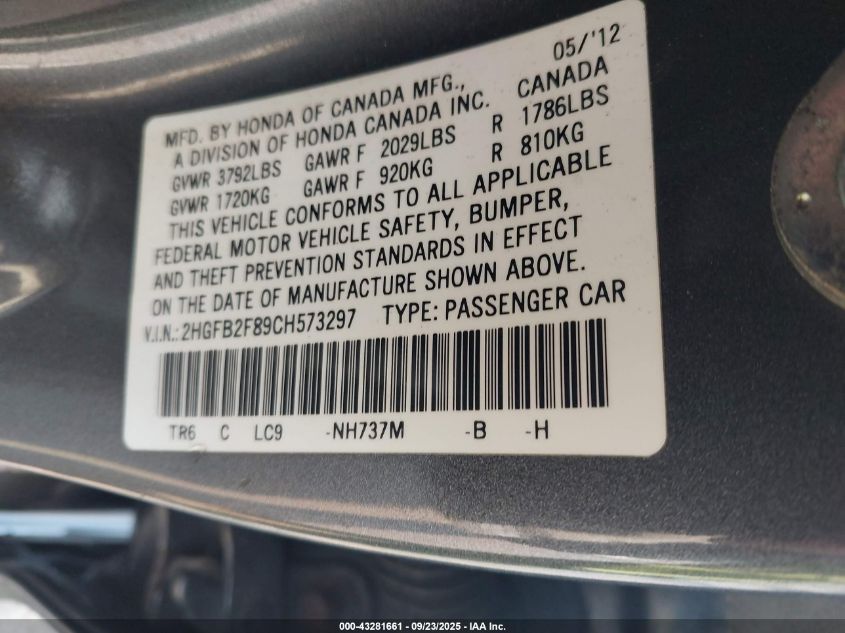 05/'12
MFD. BY HONDA OF CANADA MFG.,
A DIVISION OF HONDA CANADA INC. CANADA
GVWR 3792LBS GAWR F 2029LBS R 1786LBS
GVWR 1720KG GAWR F 920KG R 810KG
THIS VEHICLE CONFORMS TO ALL APPLICABLE
FEDERAL MOTOR VEHICLE SAFETY, BUMPER,
AND THEFT PREVENTION STANDARDS IN EFFECT
ON THE DATE OF MANUFACTURE SHOWN ABOVE.
V.I.N.: 2HGFB2F89CH573297 TYPE: PASSENGER CAR
TR6 C LC9 -NH737M -B -H
000-43281661 - 09/23/2025 - IAA Inc.